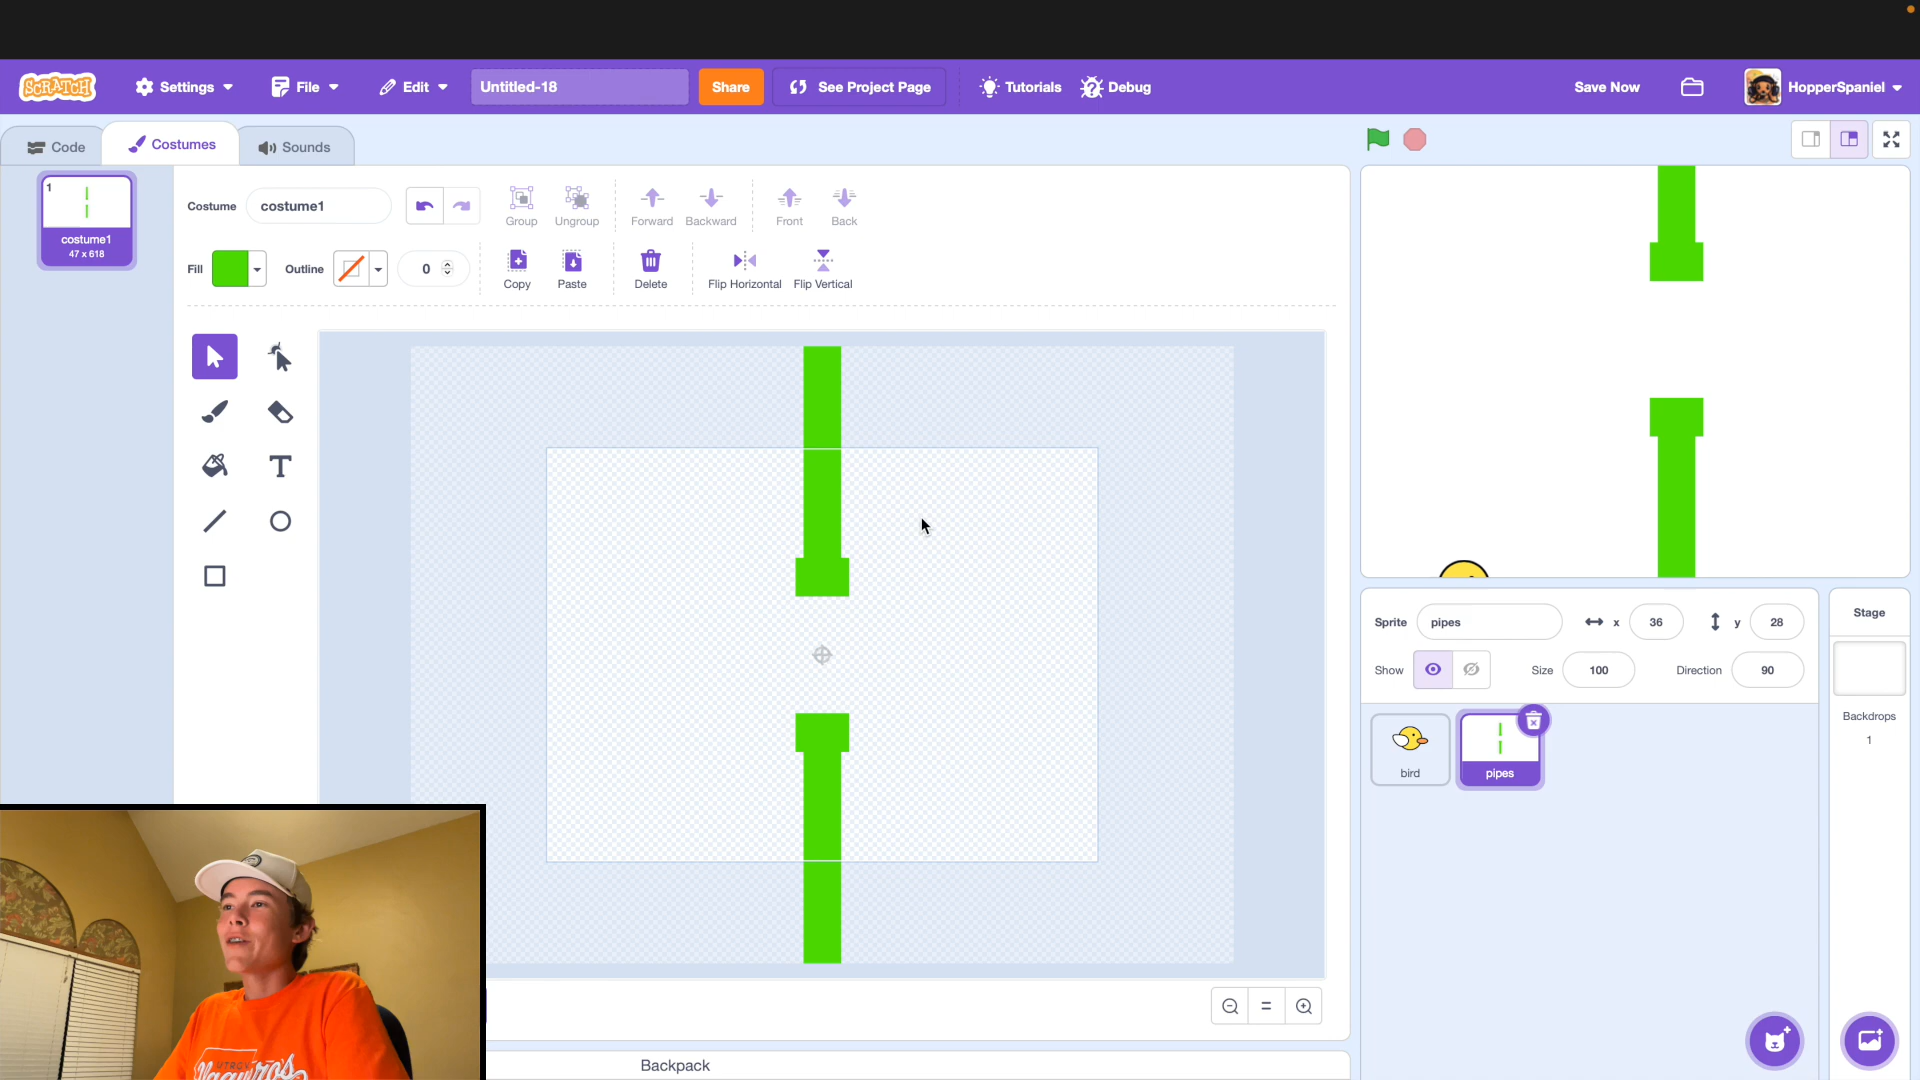 SCRATCH
Settings
File
Edit
Untitled-18
Share
See Project Page
Tutorials
Debug
Save Now
HopperSpaniel
Code
Costumes
Sounds
1
costume1
47 x 618
Costume
costume1
Group
Ungroup
Forward
Backward
Front
Back
Fill
Outline
0
Copy
Paste
Delete
Flip Horizontal
Flip Vertical
Sprite
pipes
x
36
y
28
Show
Size
100
Direction
90
bird
pipes
Stage
Backdrops
1
Backpack
UTRGV
Vaqueros